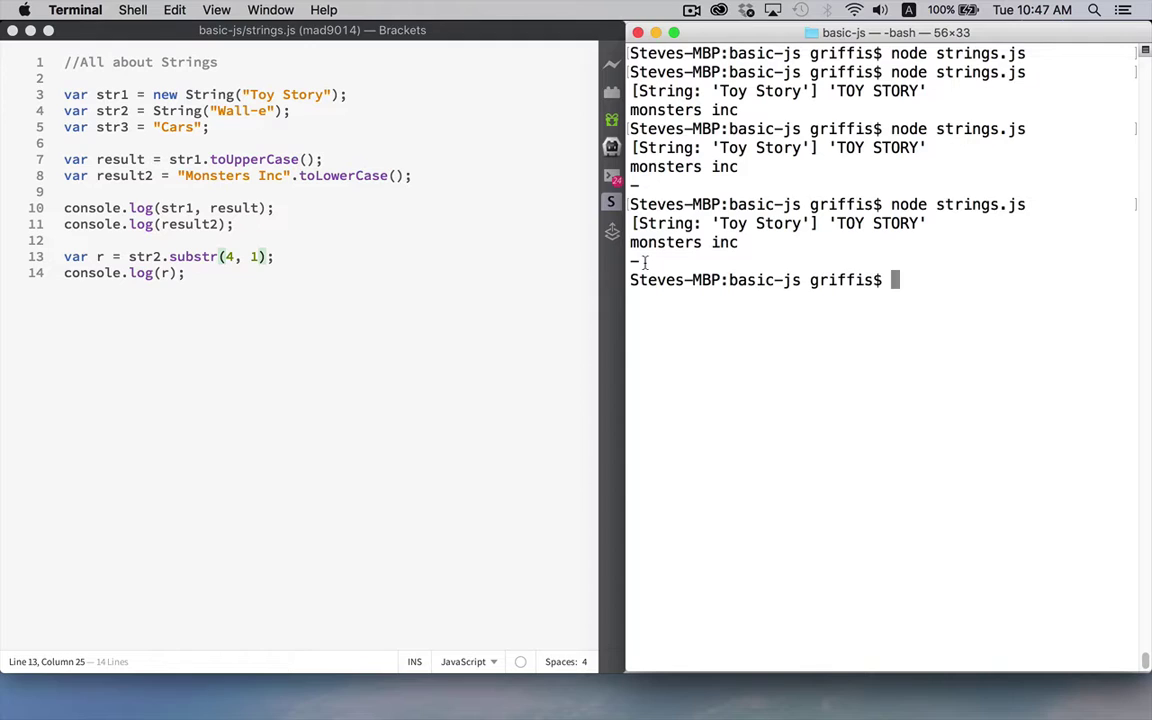 Terminal Shell Edit View Window Help A 100% Tue 10:47 AM
basic-js/strings.js (mad9014) — Brackets
1 //All about Strings
2
3 var str1 = new String("Toy Story");
4 var str2 = String("Wall-e");
5 var str3 = "Cars";
6
7 var result = str1.toUpperCase();
8 var result2 = "Monsters Inc".toLowerCase();
9
10 console.log(str1, result);
11 console.log(result2);
12
13 var r = str2.substr(4, 1);
14 console.log(r);
Line 13, Column 25 — 14 Lines
INS JavaScript Spaces: 4
24
S
basic-js — -bash — 56×33
[Steves-MBP:basic-js griffis$ node strings.js ]
[Steves-MBP:basic-js griffis$ node strings.js ]
[String: 'Toy Story'] 'TOY STORY'
monsters inc
[Steves-MBP:basic-js griffis$ node strings.js ]
[String: 'Toy Story'] 'TOY STORY'
monsters inc
-
[Steves-MBP:basic-js griffis$ node strings.js ]
[String: 'Toy Story'] 'TOY STORY'
monsters inc
-
Steves-MBP:basic-js griffis$